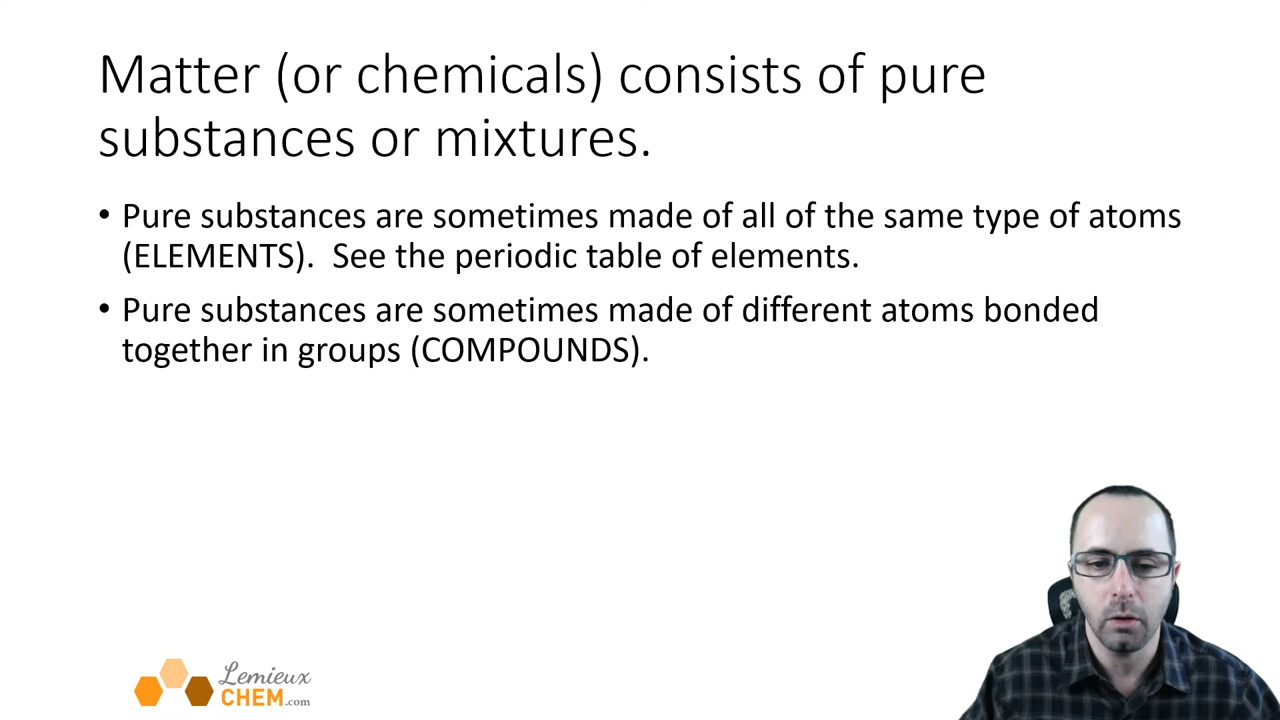 Matter (or chemicals) consists of pure
substances or mixtures.
• Pure substances are sometimes made of all of the same type of atoms
(ELEMENTS).  See the periodic table of elements.
• Pure substances are sometimes made of different atoms bonded
together in groups (COMPOUNDS).
Lemieux
CHEM.com